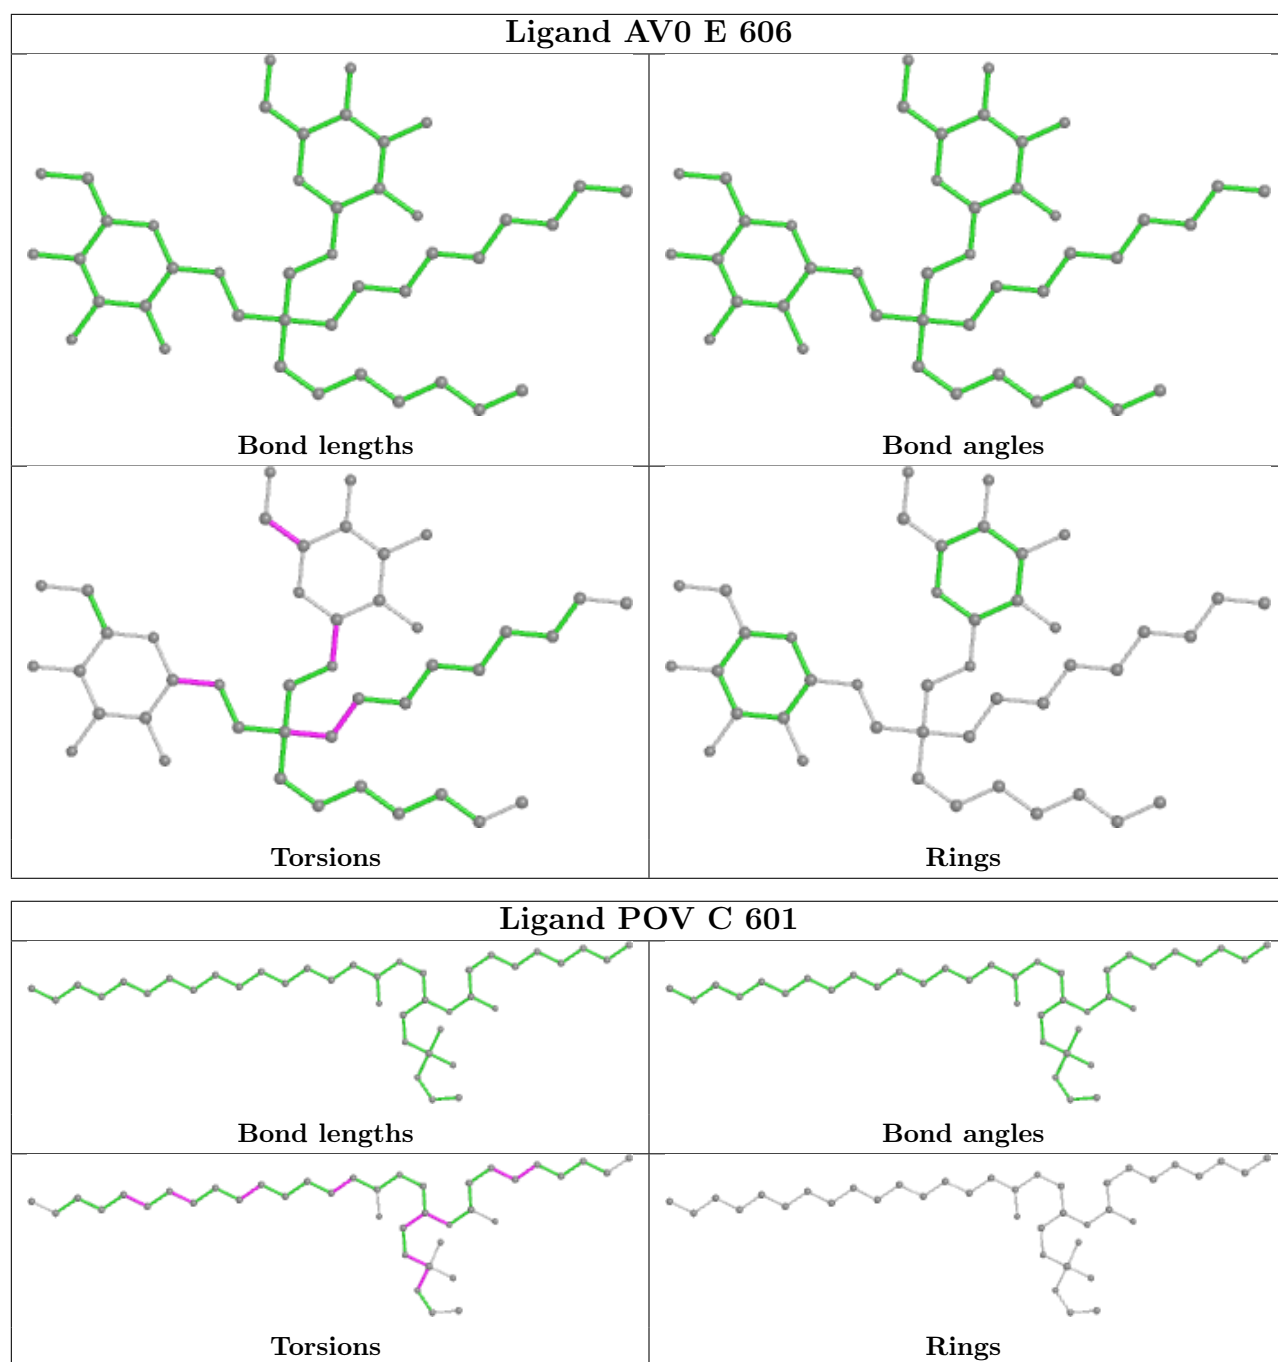 Ligand AV0 E 606
Bond lengths
Bond angles
Torsions
Rings
Ligand POV C 601
Bond lengths
Bond angles
Torsions
Rings